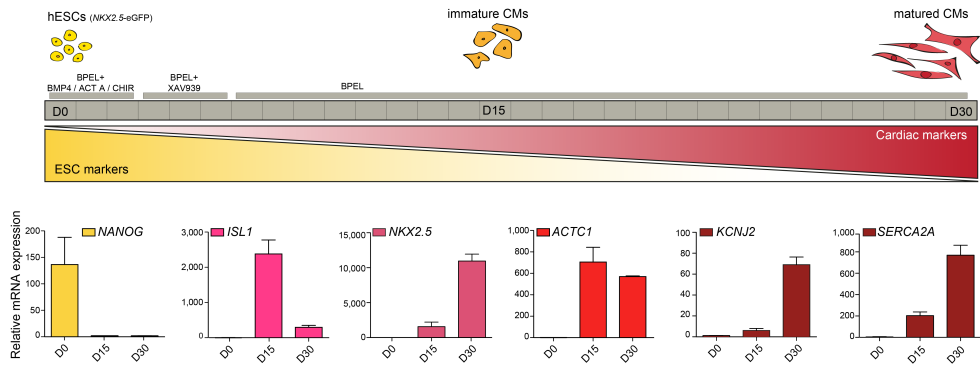 hESCs (NKX2.5-eGFP)
immature CMs
matured CMs
BPEL+
BMP4 / ACT A / CHIR
BPEL+
XAV939
BPEL
D0
D15
D30
Cardiac markers
ESC markers
Relative mRNA expression
NANOG
200
150
100
50
0
D0
D15
D30
ISL1
3,000
2,000
1,000
0
D0
D15
D30
NKX2.5
15,000
10,000
5,000
0
D0
D15
D30
ACTC1
1,000
800
600
400
200
0
D0
D15
D30
KCNJ2
100
80
60
40
20
0
D0
D15
D30
SERCA2A
1,000
800
600
400
200
0
D0
D15
D30